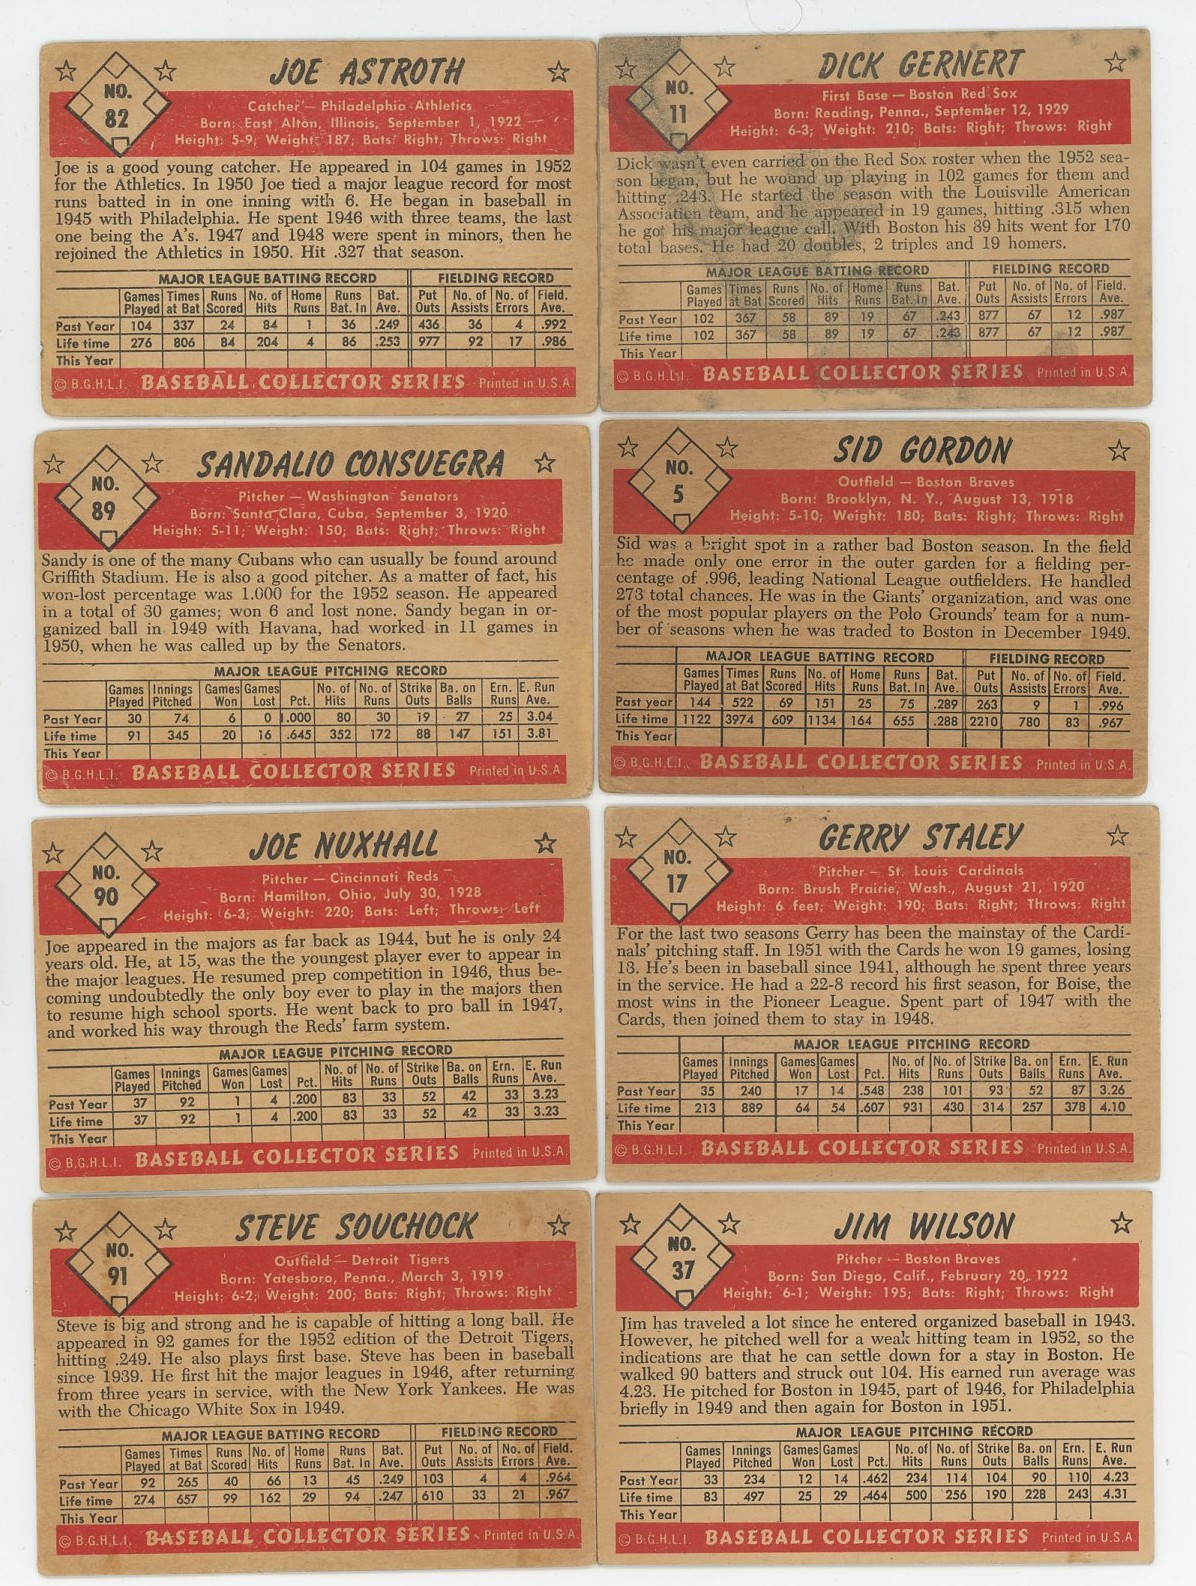 JOE ASTROTH
NO.
82
Catcher — Philadelphia Athletics
Born: East Alton, Illinois, September 1, 1922
Height: 5-9; Weight: 187; Bats: Right; Throws: Right
Joe is a good young catcher. He appeared in 104 games in 1952
for the Athletics. In 1950 Joe tied a major league record for most
runs batted in in one inning with 6. He began in baseball in
1945 with Philadelphia. He spent 1946 with three teams, the last
one being the A's. 1947 and 1948 were spent in minors, then he
rejoined the Athletics in 1950. Hit .327 that season.
MAJOR LEAGUE BATTING RECORD FIELDING RECORD
Games Times Runs No. of Home Runs Bat. Put No. of No. of Field.
Played at Bat Scored Hits Runs Bat. In Ave. Outs Assists Errors Ave.
Past Year 104 337 24 84 1 36 .249 436 36 4 .992
Life time 276 806 84 204 4 86 .253 977 92 17 .986
This Year
© B.G.H.L.I. BASEBALL COLLECTOR SERIES Printed in U.S.A.
DICK GERNERT
NO.
11
First Base — Boston Red Sox
Born: Reading, Penna., September 12, 1929
Height: 6-3; Weight: 210; Bats: Right; Throws: Right
Dick wasn't even carried on the Red Sox roster when the 1952 sea-
son began, but he wound up playing in 102 games for them and
hitting .243. He started the season with the Louisville American
Association team, and he appeared in 19 games, hitting .315 when
he got his major league call. With Boston his 89 hits went for 170
total bases. He had 20 doubles, 2 triples and 19 homers.
MAJOR LEAGUE BATTING RECORD FIELDING RECORD
Games Times Runs No. of Home Runs Bat. Put No. of No. of Field.
Played at Bat Scored Hits Runs Bat. In Ave. Outs Assists Errors Ave.
Past Year 102 367 58 89 19 67 .243 877 67 12 .987
Life time 102 367 58 89 19 67 .243 877 67 12 .987
This Year
© B.G.H.L.I. BASEBALL COLLECTOR SERIES Printed in U.S.A.
SANDALIO CONSUEGRA
NO.
89
Pitcher — Washington Senators
Born: Santa Clara, Cuba, September 3, 1920
Height: 5-11; Weight: 150; Bats: Right; Throws: Right
Sandy is one of the many Cubans who can usually be found around
Griffith Stadium. He is also a good pitcher. As a matter of fact, his
won-lost percentage was 1.000 for the 1952 season. He appeared
in a total of 30 games; won 6 and lost none. Sandy began in or-
ganized ball in 1949 with Havana, had worked in 11 games in
1950, when he was called up by the Senators.
MAJOR LEAGUE PITCHING RECORD
Games Innings Games Games No. of No. of Strike Ba. on Ern. E. Run
Played Pitched Won Lost Pct. Hits Runs Outs Balls Runs Ave.
Past Year 30 74 6 0 1.000 80 30 19 27 25 3.04
Life time 91 345 20 16 .645 352 172 88 147 151 3.81
This Year
© B.G.H.L.I. BASEBALL COLLECTOR SERIES Printed in U.S.A.
SID GORDON
NO.
5
Outfield — Boston Braves
Born: Brooklyn, N. Y., August 13, 1918
Height: 5-10; Weight: 180; Bats: Right; Throws: Right
Sid was a bright spot in a rather bad Boston season. In the field
he made only one error in the outer garden for a fielding per-
centage of .996, leading National League outfielders. He handled
273 total chances. He was in the Giants' organization, and was one
of the most popular players on the Polo Grounds' team for a num-
ber of seasons when he was traded to Boston in December 1949.
MAJOR LEAGUE BATTING RECORD FIELDING RECORD
Games Times Runs No. of Home Runs Bat. Put No. of No. of Field.
Played at Bat Scored Hits Runs Bat. In Ave. Outs Assists Errors Ave.
Past year 144 522 69 151 25 75 .289 263 9 1 .996
Life time 1122 3974 609 1134 164 655 .288 2210 780 83 .967
This Year
© B.G.H.L.I. BASEBALL COLLECTOR SERIES Printed in U.S.A.
JOE NUXHALL
NO.
90
Pitcher — Cincinnati Reds
Born: Hamilton, Ohio, July 30, 1928
Height: 6-3; Weight: 220; Bats: Left; Throws: Left
Joe appeared in the majors as far back as 1944, but he is only 24
years old. He, at 15, was the the youngest player ever to appear in
the major leagues. He resumed prep competition in 1946, thus be-
coming undoubtedly the only boy ever to play in the majors then
to resume high school sports. He went back to pro ball in 1947,
and worked his way through the Reds' farm system.
MAJOR LEAGUE PITCHING RECORD
Games Innings Games Games No. of No. of Strike Ba. on Ern. E. Run
Played Pitched Won Lost Pct. Hits Runs Outs Balls Runs Ave.
Past Year 37 92 1 4 .200 83 33 52 42 33 3.23
Life time 37 92 1 4 .200 83 33 52 42 33 3.23
This Year
© B.G.H.L.I. BASEBALL COLLECTOR SERIES Printed in U.S.A.
GERRY STALEY
NO.
17
Pitcher — St. Louis Cardinals
Born: Brush Prairie, Wash., August 21, 1920
Height: 6 feet; Weight: 190; Bats: Right; Throws: Right
For the last two seasons Gerry has been the mainstay of the Cardi-
nals' pitching staff. In 1951 with the Cards he won 19 games, losing
13. He's been in baseball since 1941, although he spent three years
in the service. He had a 22-8 record his first season, for Boise, the
most wins in the Pioneer League. Spent part of 1947 with the
Cards, then joined them to stay in 1948.
MAJOR LEAGUE PITCHING RECORD
Games Innings Games Games No. of No. of Strike Ba. on Ern. E. Run
Played Pitched Won Lost Pct. Hits Runs Outs Balls Runs Ave.
Past Year 35 240 17 14 .548 238 101 93 52 87 3.26
Life time 213 889 64 54 .607 931 430 314 257 378 4.10
This Year
© B.G.H.L.I. BASEBALL COLLECTOR SERIES Printed in U.S.A.
STEVE SOUCHOCK
NO.
91
Outfield — Detroit Tigers
Born: Yatesboro, Penna., March 3, 1919
Height: 6-2; Weight: 200; Bats: Right; Throws: Right
Steve is big and strong and he is capable of hitting a long ball. He
appeared in 92 games for the 1952 edition of the Detroit Tigers,
hitting .249. He also plays first base. Steve has been in baseball
since 1939. He first hit the major leagues in 1946, after returning
from three years in service, with the New York Yankees. He was
with the Chicago White Sox in 1949.
MAJOR LEAGUE BATTING RECORD FIELDING RECORD
Games Times Runs No. of Home Runs Bat. Put No. of No. of Field.
Played at Bat Scored Hits Runs Bat. In Ave. Outs Assists Errors Ave.
Past Year 92 265 40 66 13 45 .249 103 4 4 .964
Life time 274 657 99 162 29 94 .247 610 33 21 .967
This Year
© B.G.H.L.I. BASEBALL COLLECTOR SERIES Printed in U.S.A.
JIM WILSON
NO.
37
Pitcher — Boston Braves
Born: San Diego, Calif., February 20, 1922
Height: 6-1; Weight: 195; Bats: Right; Throws: Right
Jim has traveled a lot since he entered organized baseball in 1943.
However, he pitched well for a weak hitting team in 1952, so the
indications are that he can settle down for a stay in Boston. He
walked 90 batters and struck out 104. His earned run average was
4.23. He pitched for Boston in 1945, part of 1946, for Philadelphia
briefly in 1949 and then again for Boston in 1951.
MAJOR LEAGUE PITCHING RECORD
Games Innings Games Games No. of No. of Strike Ba. on Ern. E. Run
Played Pitched Won Lost Pct. Hits Runs Outs Balls Runs Ave.
Past Year 33 234 12 14 .462 234 114 104 90 110 4.23
Life time 83 497 25 29 .464 500 256 190 228 243 4.31
This Year
© B.G.H.L.I. BASEBALL COLLECTOR SERIES Printed in U.S.A.